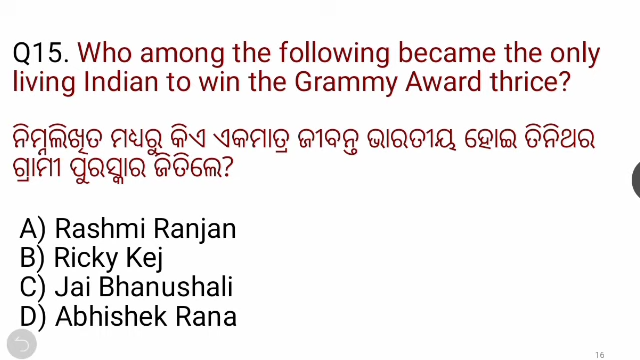 Q15. Who among the following became the only
living Indian to win the Grammy Award thrice?
ନିମ୍ନଲିଖିତ ମଧ୍ୟରୁ କିଏ ଏକମାତ୍ର ଜୀବନ୍ତ ଭାରତୀୟ ହୋଇ ତିନିଥର
ଗ୍ରାମୀ ପୁରସ୍କାର ଜିତିଲେ?
A) Rashmi Ranjan
B) Ricky Kej
C) Jai Bhanushali
D) Abhishek Rana
16